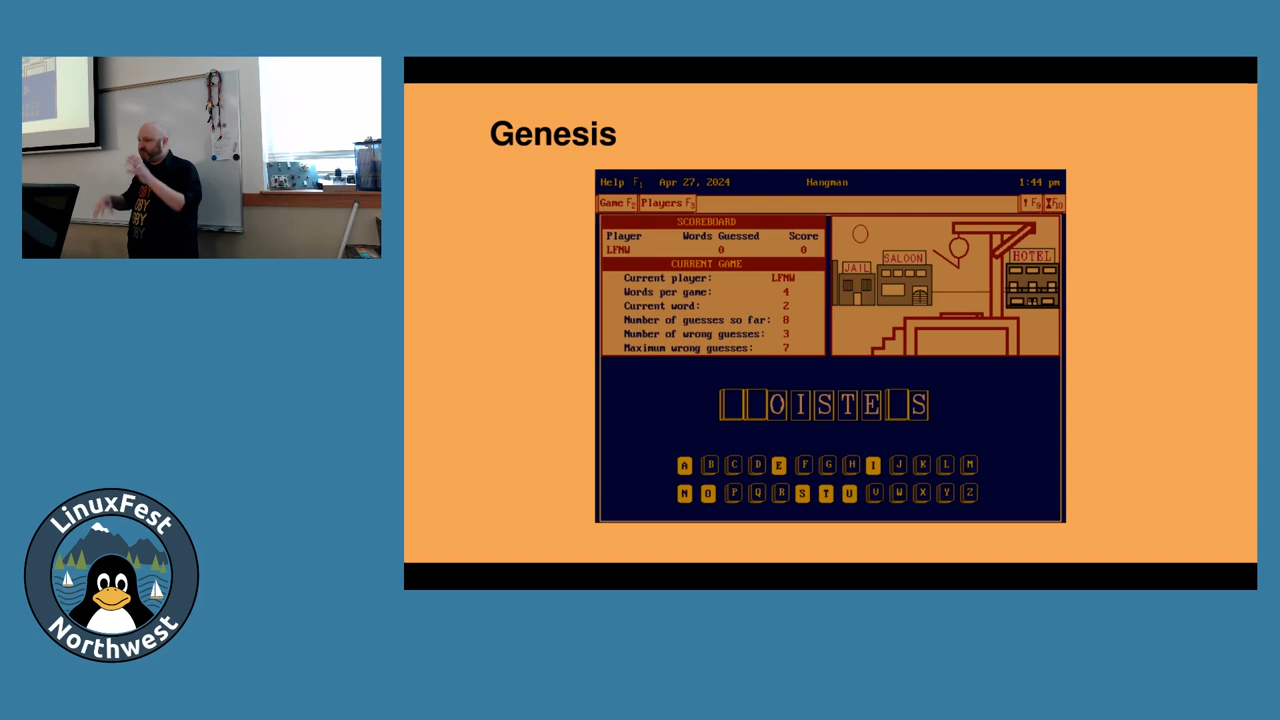 Genesis
Help F1 Apr 27, 2024 Hangman 1:44 pm
Game F2 Players F3 ! F9 F10
SCOREBOARD
Player Words Guessed Score
LFNW 0 0
CURRENT GAME
Current player: LFNW
Words per game: 4
Current word: 2
Number of guesses so far: 8
Number of wrong guesses: 3
Maximum wrong guesses: 7
JAIL SALOON HOTEL
OISTE S
A B C D E F G H I J K L M
N O P Q R S T U V W X Y Z
LinuxFest
Northwest